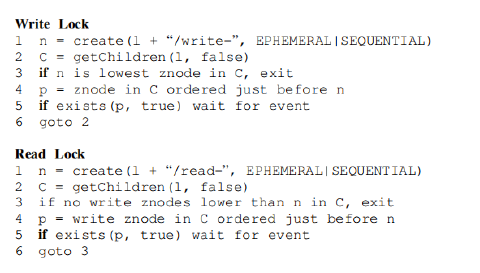 Write Lock
1 n = create(l + “/write-”, EPHEMERAL|SEQUENTIAL)
2 C = getChildren(l, false)
3 if n is lowest znode in C, exit
4 p = znode in C ordered just before n
5 if exists(p, true) wait for event
6 goto 2
Read Lock
1 n = create(l + “/read-”, EPHEMERAL|SEQUENTIAL)
2 C = getChildren(l, false)
3 if no write znodes lower than n in C, exit
4 p = write znode in C ordered just before n
5 if exists(p, true) wait for event
6 goto 3